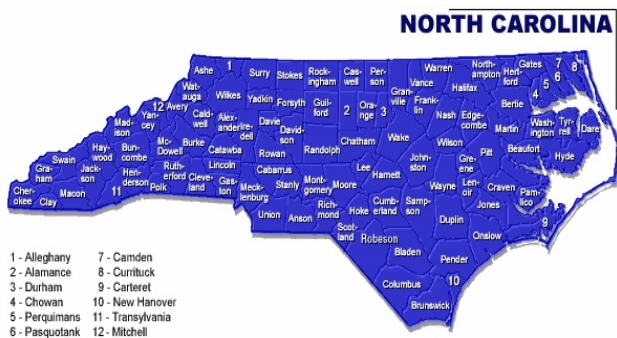 NORTH CAROLINA
Ashe
1
Surry
Stokes
Rock-
ingham
Cas-
well
Per-
son
Gran-
ville
Vance
Warren
North-
ampton
Hert-
ford
Gates
7
6
8
5
4
Wa-
tauga
Wilkes
Yadkin
Forsyth
Guil-
ford
2
Ora-
nge
3
Frank-
lin
Halifax
Bertie
12
Avery
Mad-
ison
Yan-
cey
Cald-
well
Alex-
ander
Ire-
dell
Davie
David-
son
Randolph
Chatham
Wake
Nash
Edge-
combe
Martin
Wash-
ington
Tyr-
rell
Dare
Swain
Hay-
wood
Bun-
combe
Mc-
Dowell
Burke
Catawba
Rowan
Wilson
Pitt
Beaufort
Hyde
Gra-
ham
Jack-
son
Hen-
derson
Ruth-
erford
Cleve-
land
Lincoln
Gas-
ton
Cabarrus
Stanly
Mont-
gomery
Moore
Lee
Harnett
John-
ston
Gre-
ene
Wayne
Len-
oir
Craven
Pam-
lico
Cher-
okee
Clay
Macon
11
Polk
Meck-
lenburg
Union
Anson
Rich-
mond
Scot-
land
Hoke
Cumb-
erland
Samp-
son
Duplin
Jones
Onslow
9
Robeson
Bladen
Pender
Columbus
Brunswick
10
1 - Alleghany
2 - Alamance
3 - Durham
4 - Chowan
5 - Perquimans
6 - Pasquotank
7 - Camden
8 - Currituck
9 - Carteret
10 - New Hanover
11 - Transylvania
12 - Mitchell